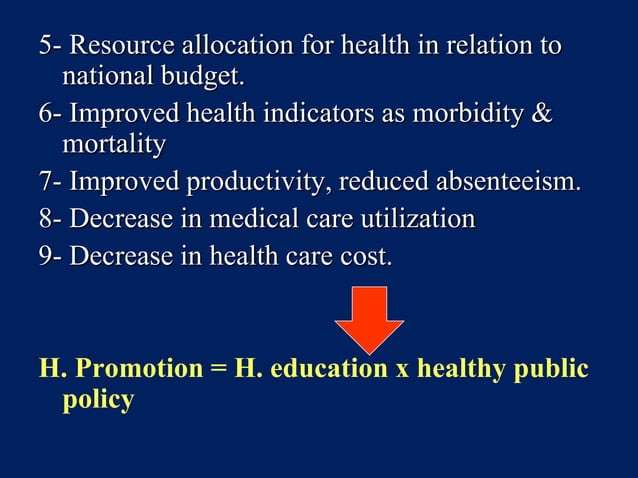 5- Resource allocation for health in relation to
national budget.
6- Improved health indicators as morbidity &
mortality
7- Improved productivity, reduced absenteeism.
8- Decrease in medical care utilization
9- Decrease in health care cost.
H. Promotion = H. education x healthy public
policy